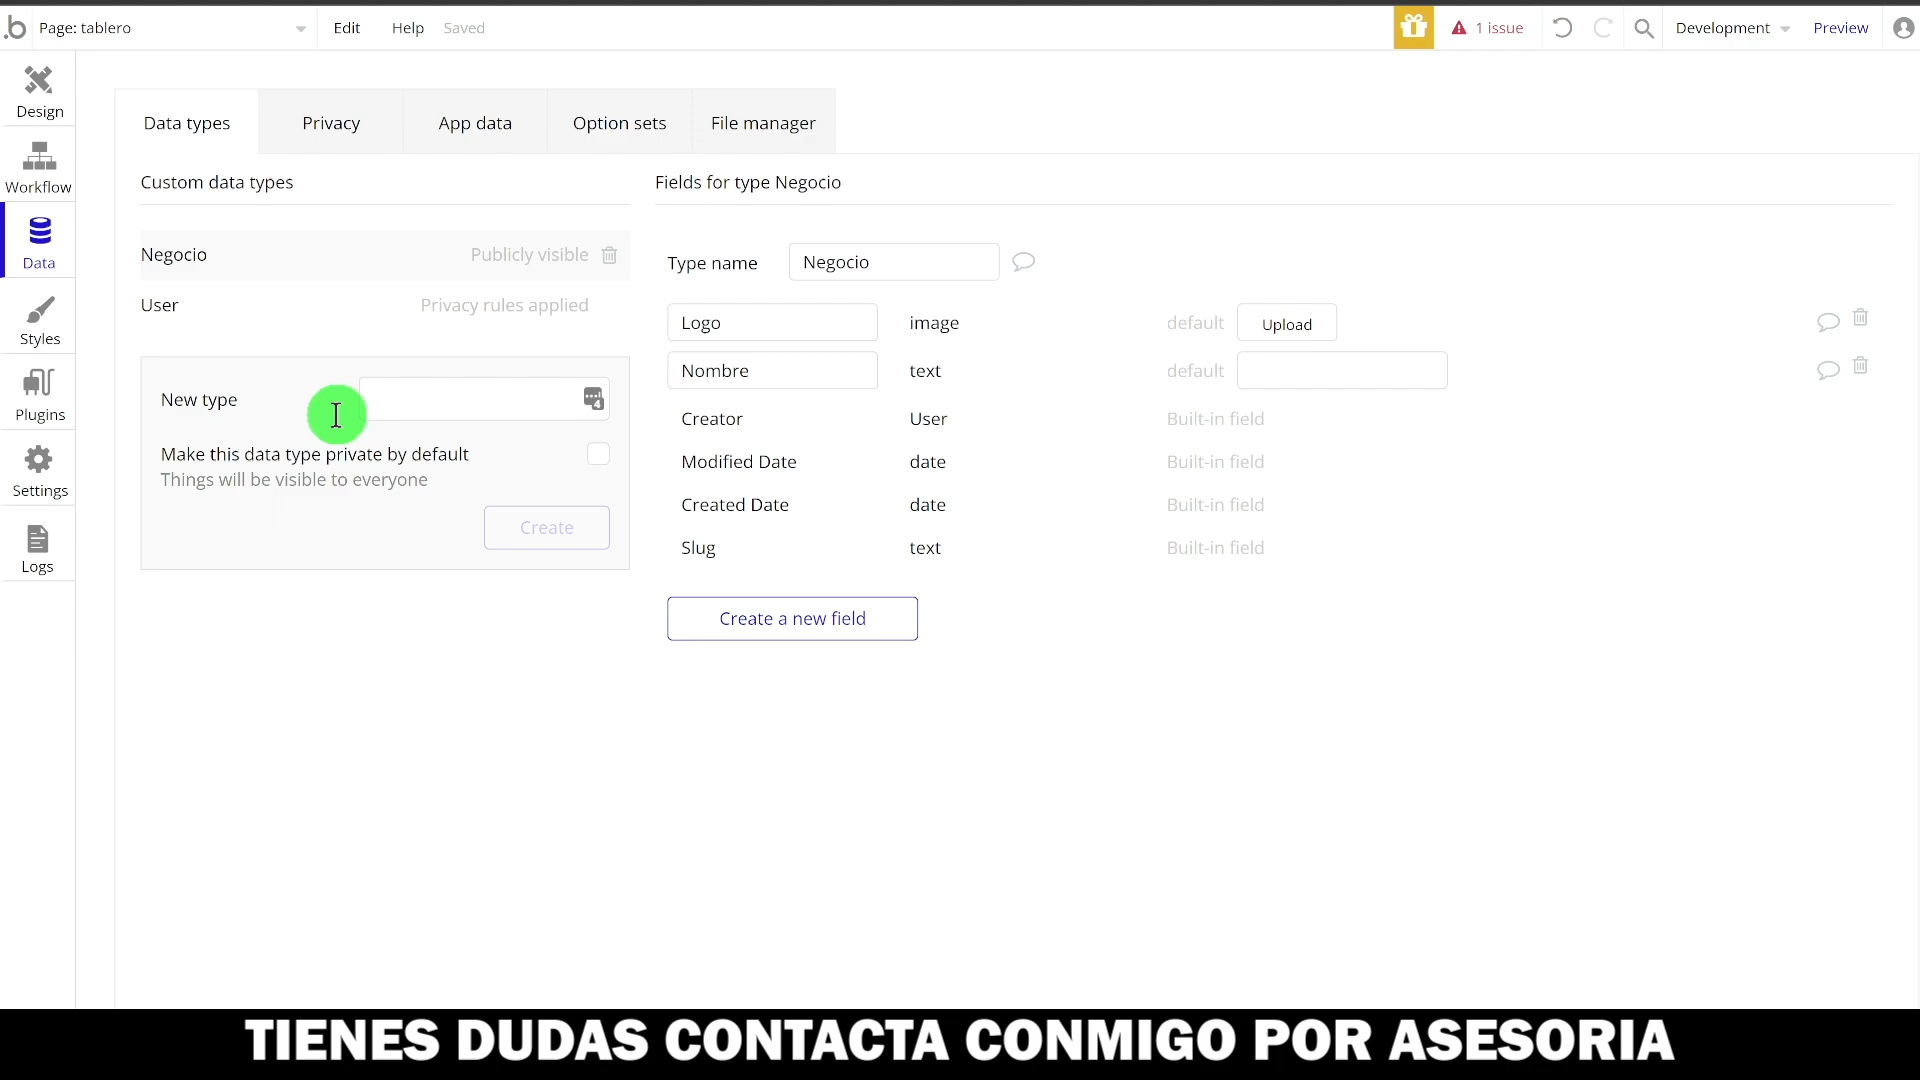 .b Page: tablero Edit Help Saved 1 issue Development Preview
Design
Workflow
Data
Styles
Plugins
Settings
Logs
Data types Privacy App data Option sets File manager
Custom data types
Negocio Publicly visible
User Privacy rules applied
New type
4
Make this data type private by default
Things will be visible to everyone
Create
Fields for type Negocio
Type name Negocio
Logo image default Upload
Nombre text default
Creator User Built-in field
Modified Date date Built-in field
Created Date date Built-in field
Slug text Built-in field
Create a new field
TIENES DUDAS CONTACTA CONMIGO POR ASESORIA